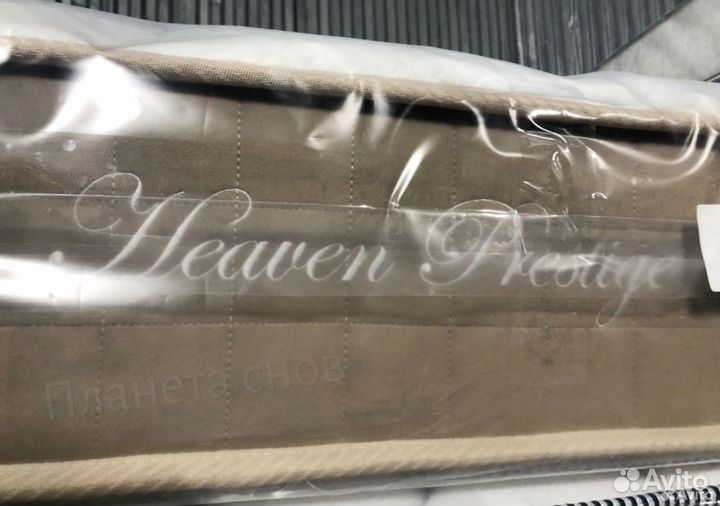 Heaven Prestige
Планета снов
Avito